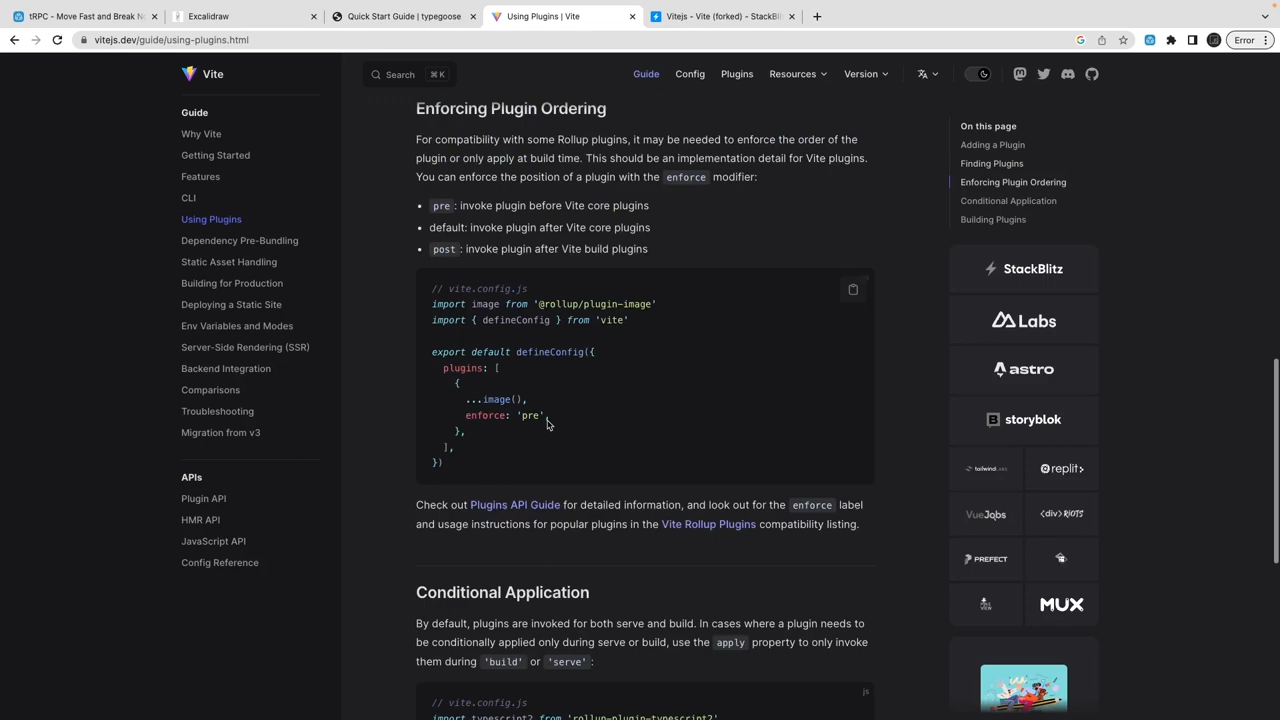 tRPC - Move Fast and Break N
Excalidraw
Quick Start Guide | typegoose
Using Plugins | Vite
Vitejs - Vite (forked) - StackBli
vitejs.dev/guide/using-plugins.html
Error
Vite
Search ⌘K
Guide
Config
Plugins
Resources
Version
Guide
Why Vite
Getting Started
Features
CLI
Using Plugins
Dependency Pre-Bundling
Static Asset Handling
Building for Production
Deploying a Static Site
Env Variables and Modes
Server-Side Rendering (SSR)
Backend Integration
Comparisons
Troubleshooting
Migration from v3
APIs
Plugin API
HMR API
JavaScript API
Config Reference
Enforcing Plugin Ordering
For compatibility with some Rollup plugins, it may be needed to enforce the order of the
plugin or only apply at build time. This should be an implementation detail for Vite plugins.
You can enforce the position of a plugin with the enforce modifier:
• pre: invoke plugin before Vite core plugins
• default: invoke plugin after Vite core plugins
• post: invoke plugin after Vite build plugins
// vite.config.js
import image from '@rollup/plugin-image'
import { defineConfig } from 'vite'
export default defineConfig({
plugins: [
{
...image(),
enforce: 'pre',
},
],
})
Check out Plugins API Guide for detailed information, and look out for the enforce label
and usage instructions for popular plugins in the Vite Rollup Plugins compatibility listing.
Conditional Application
By default, plugins are invoked for both serve and build. In cases where a plugin needs to
be conditionally applied only during serve or build, use the apply property to only invoke
them during 'build' or 'serve':
js
// vite.config.js
import typescript2 from 'rollup-plugin-typescript2'
On this page
Adding a Plugin
Finding Plugins
Enforcing Plugin Ordering
Conditional Application
Building Plugins
StackBlitz
Labs
astro
storyblok
tailwindLABS
replit
VueJobs
<div>RIOTS
PREFECT
MUX